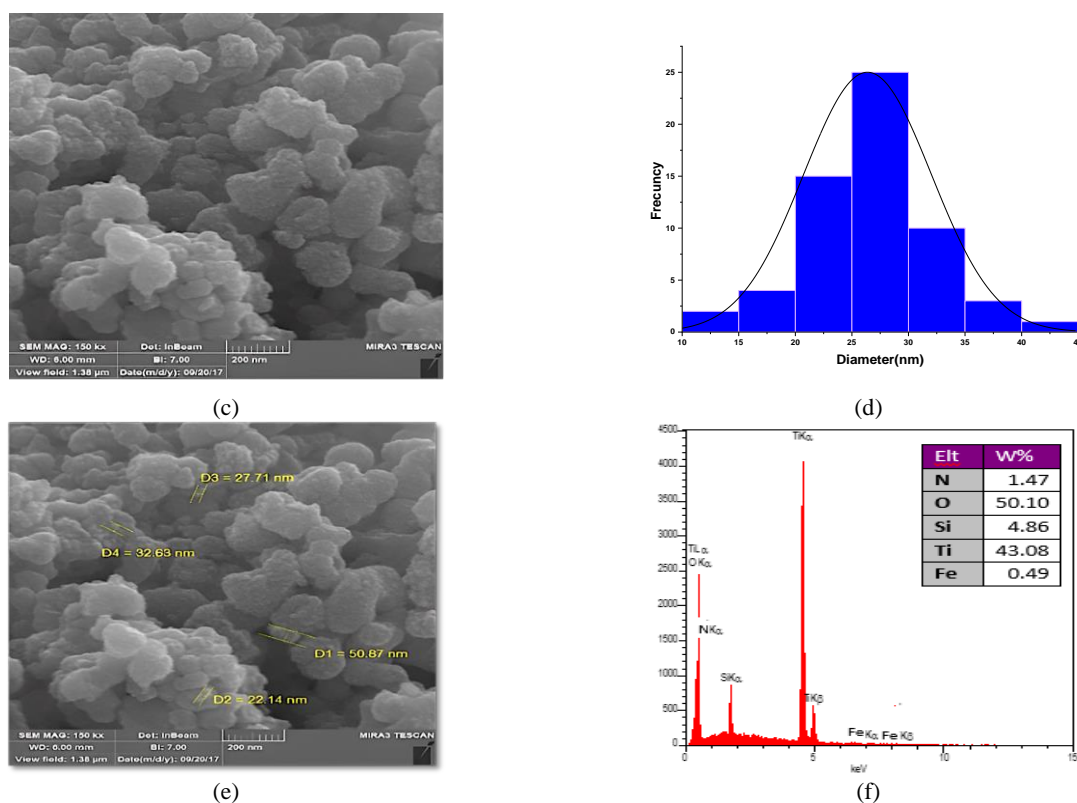 SEM MAG: 150 kx Det: InBeam MIRA3 TESCAN
WD: 6.00 mm BI: 7.00 200 nm
View field: 1.38 µm Date(m/d/y): 09/20/17
(c)
25
20
15
10
5
0
Frecuncy
10 15 20 25 30 35 40 45
Diameter(nm)
(d)
D3 = 27.71 nm
D4 = 32.63 nm
D1 = 50.87 nm
D2 = 22.14 nm
SEM MAG: 150 kx Det: InBeam MIRA3 TESCAN
WD: 6.00 mm BI: 7.00 200 nm
View field: 1.38 µm Date(m/d/y): 09/20/17
(e)
4500
4000
3500
3000
2500
2000
1500
1000
500
0
TiKα
TiLα
OKα
NKα
SiKα
TiKβ
FeKα FeKβ
0 5 10 15
keV
Elt W%
N 1.47
O 50.10
Si 4.86
Ti 43.08
Fe 0.49
(f)